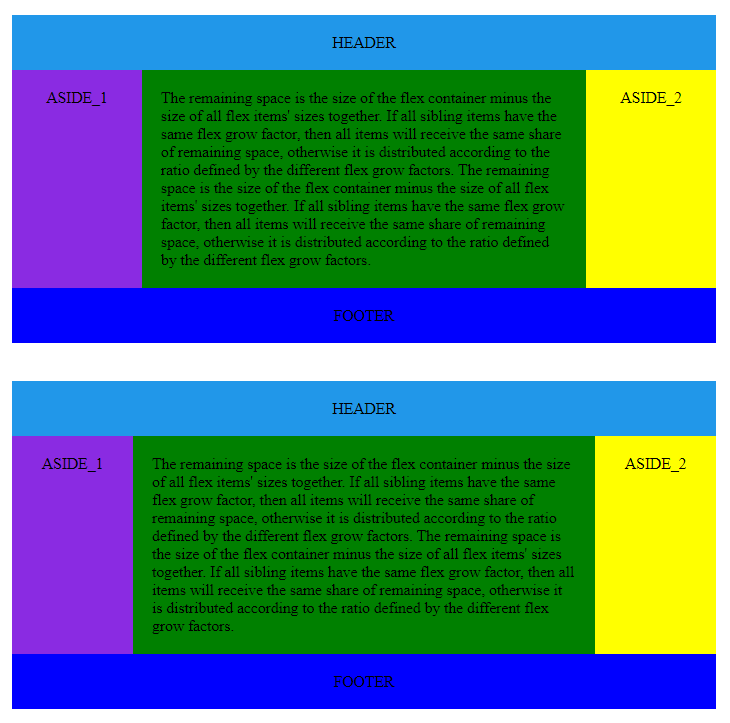 HEADER
ASIDE_1
The remaining space is the size of the flex container minus the
size of all flex items' sizes together. If all sibling items have the
same flex grow factor, then all items will receive the same share
of remaining space, otherwise it is distributed according to the
ratio defined by the different flex grow factors. The remaining
space is the size of the flex container minus the size of all flex
items' sizes together. If all sibling items have the same flex grow
factor, then all items will receive the same share of remaining
space, otherwise it is distributed according to the ratio defined
by the different flex grow factors.
ASIDE_2
FOOTER
HEADER
ASIDE_1
The remaining space is the size of the flex container minus the size
of all flex items' sizes together. If all sibling items have the same
flex grow factor, then all items will receive the same share of
remaining space, otherwise it is distributed according to the ratio
defined by the different flex grow factors. The remaining space is
the size of the flex container minus the size of all flex items' sizes
together. If all sibling items have the same flex grow factor, then all
items will receive the same share of remaining space, otherwise it
is distributed according to the ratio defined by the different flex
grow factors.
ASIDE_2
FOOTER